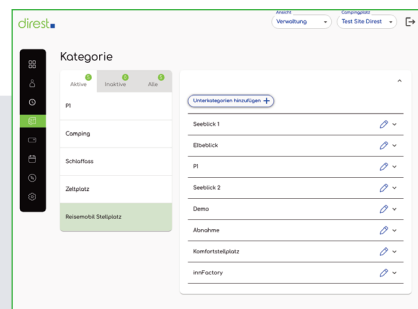 direst.
Ansicht
Verwaltung
Campingplatz
Test Site Direst
Kategorie
Aktive
Inaktive
Alle
Unterkategorien hinzufügen +
Pl
Camping
Schlaffass
Zeltplatz
Reisemobil Stellplatz
Seeblick 1
Elbeblick
Pl
Seeblick 2
Demo
Abnahme
Komfortstellplatz
innFactory